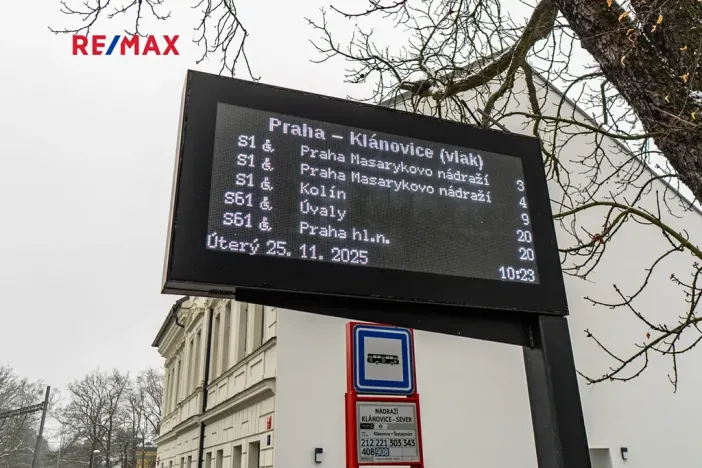 RE/MAX
Praha – Klánovice (vlak)
S1 Praha Masarykovo nádraží 3
S1 Praha Masarykovo nádraží 4
S1 Kolín 9
S61 Úvaly 20
S61 Praha hl.n. 20
Úterý 25. 11. 2025 10:23
NÁDRAŽÍ
KLÁNOVICE - SEVER
212 221 303 343
408 908